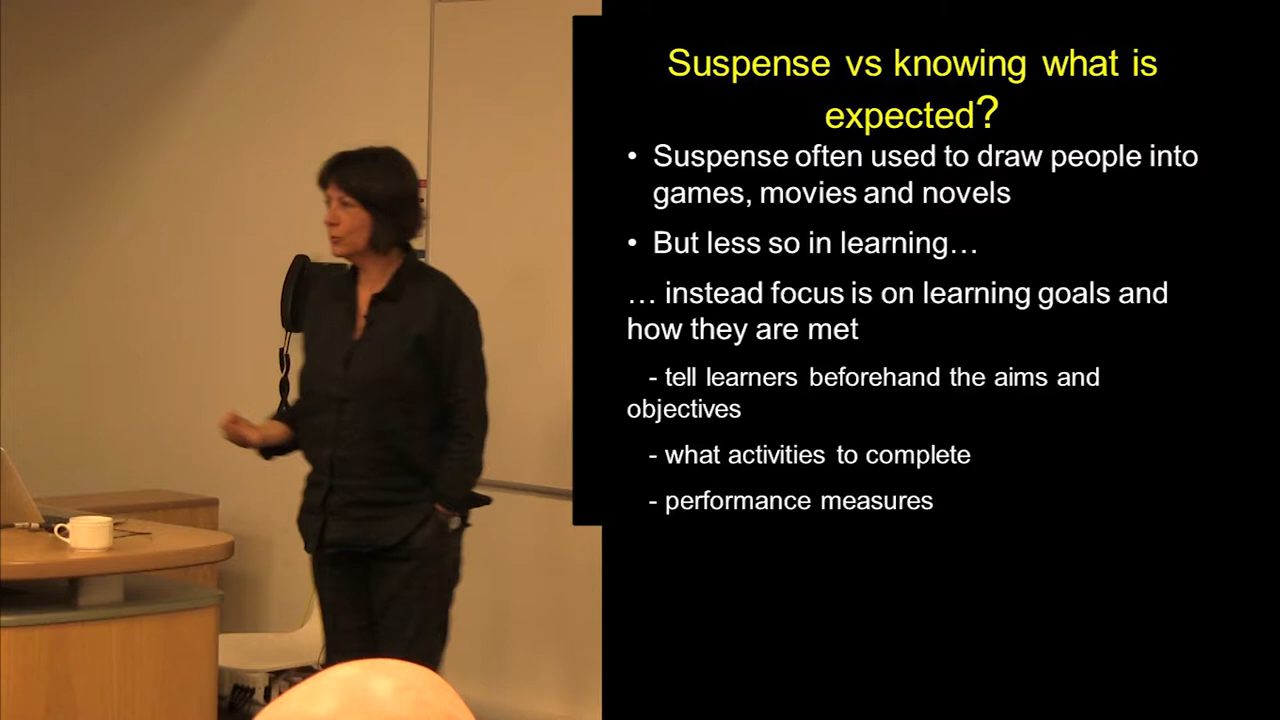 Suspense vs knowing what is
expected?
• Suspense often used to draw people into
games, movies and novels
• But less so in learning…
… instead focus is on learning goals and
how they are met
- tell learners beforehand the aims and
objectives
- what activities to complete
- performance measures